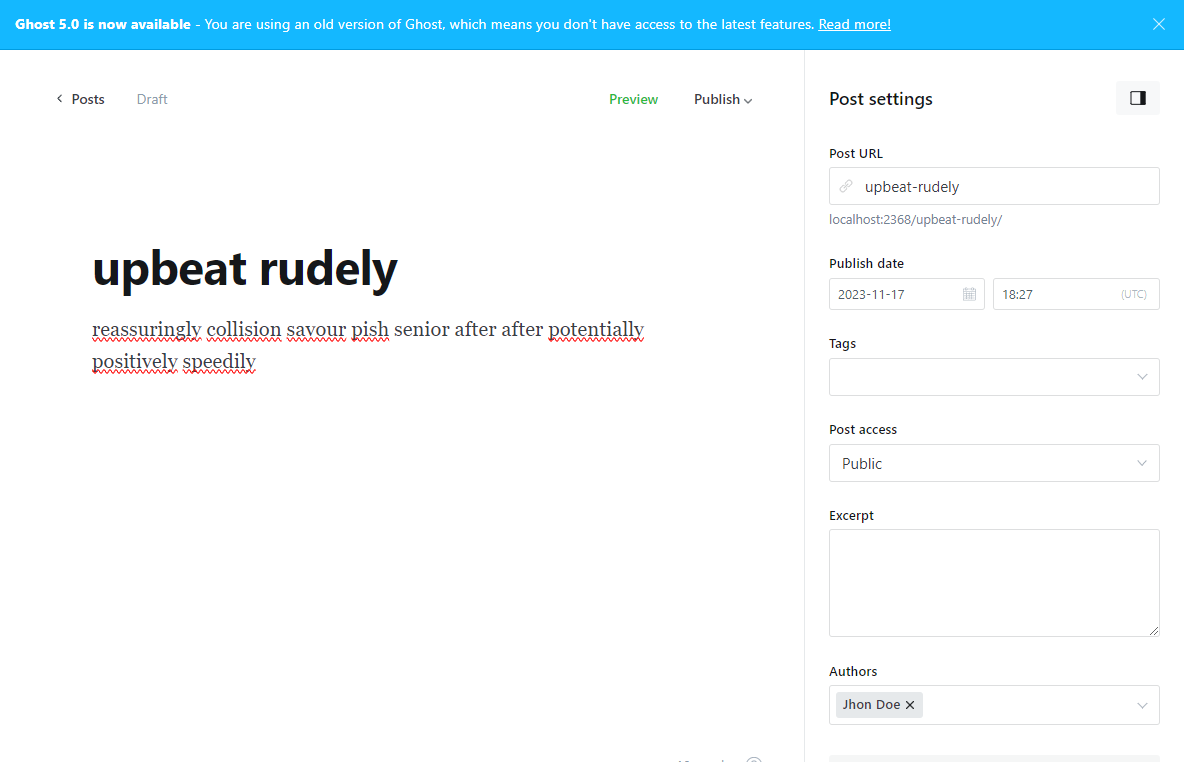 Ghost 5.0 is now available - You are using an old version of Ghost, which means you don't have access to the latest features. Read more!
Posts
Draft
Preview
Publish
upbeat rudely
reassuringly collision savour pish senior after after potentially
positively speedily
Post settings
Post URL
upbeat-rudely
localhost:2368/upbeat-rudely/
Publish date
2023-11-17
18:27
(UTC)
Tags
Post access
Public
Excerpt
Authors
Jhon Doe